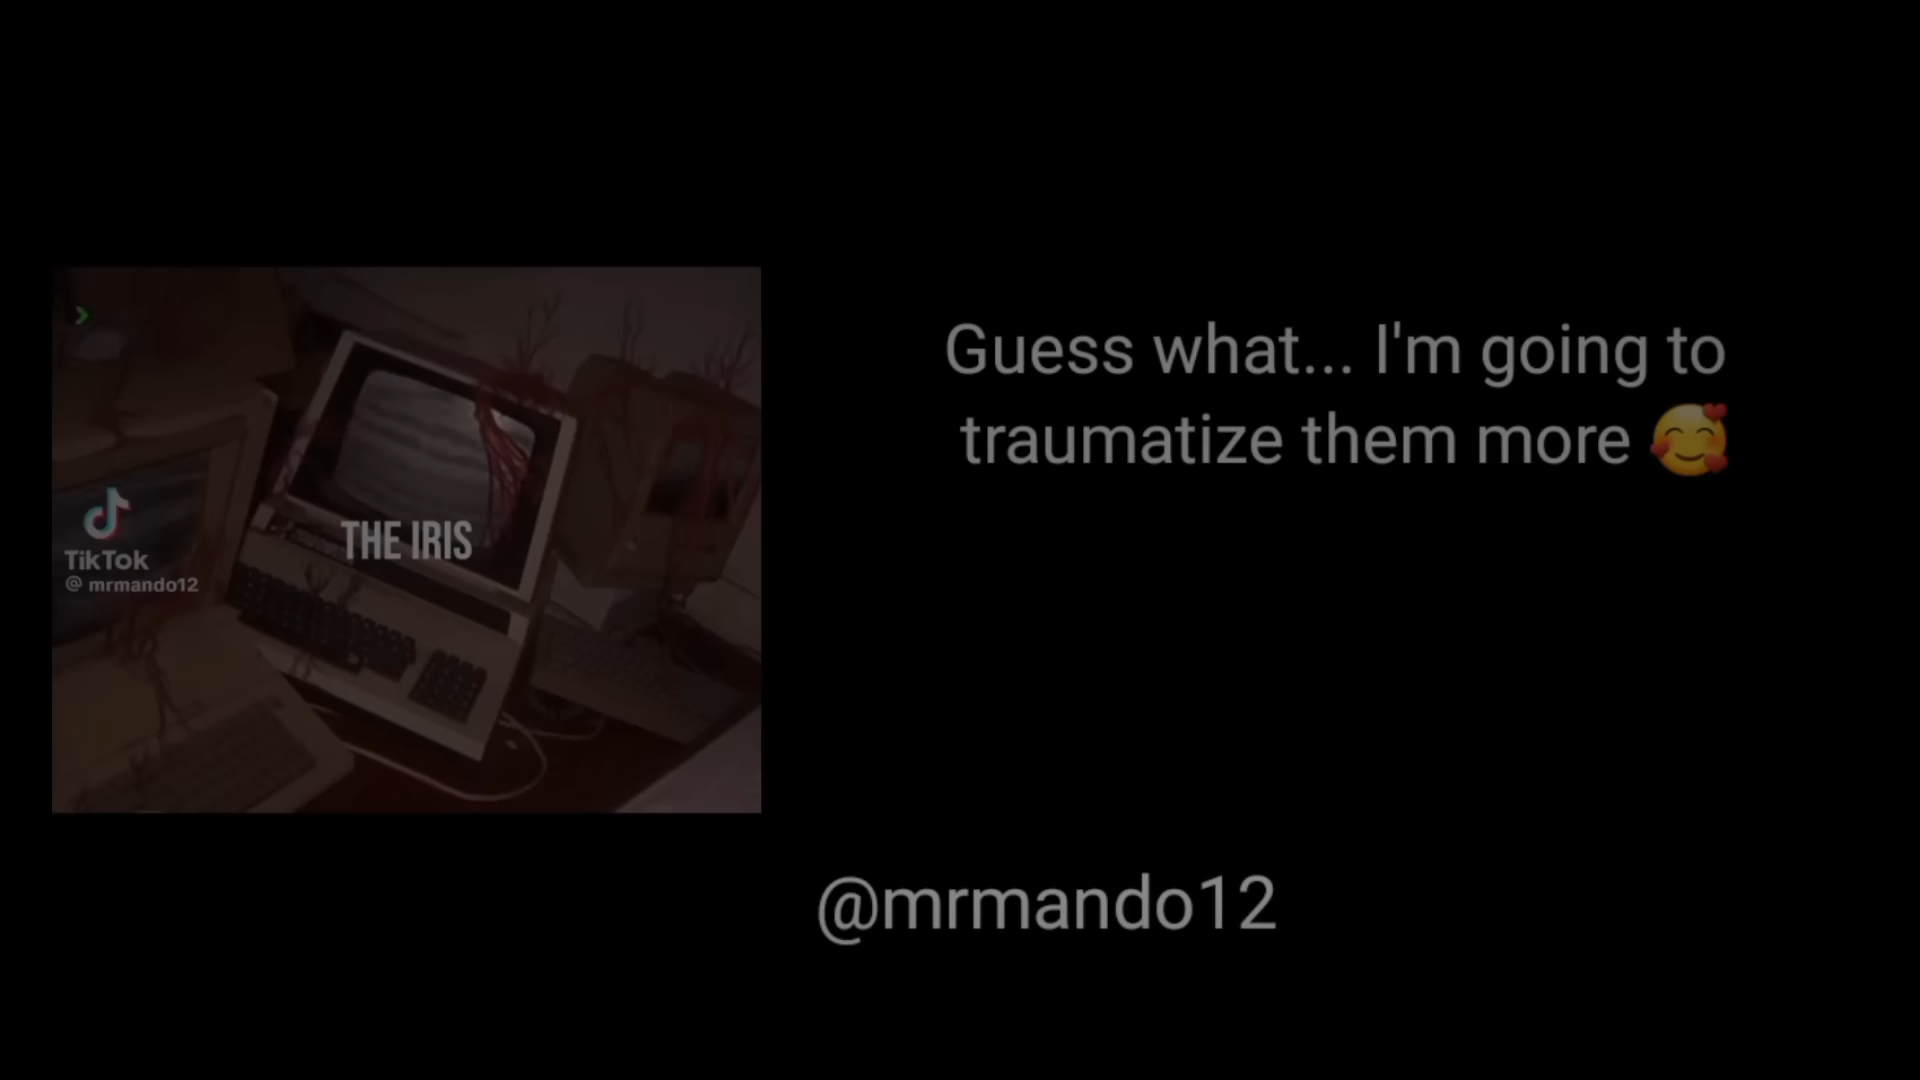 Guess what... I'm going to
traumatize them more 🥰
THE IRIS
TikTok
@ mrmando12
@mrmando12